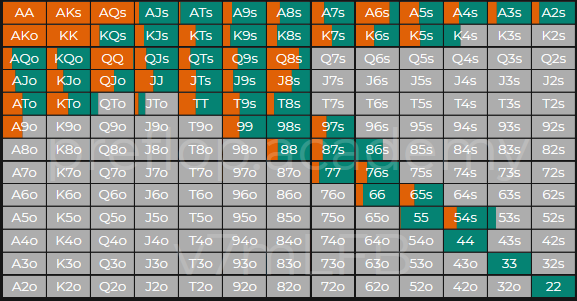 AA AKs AQs AJs ATs A9s A8s A7s A6s A5s A4s A3s A2s
AKo KK KQs KJs KTs K9s K8s K7s K6s K5s K4s K3s K2s
AQo KQo QQ QJs QTs Q9s Q8s Q7s Q6s Q5s Q4s Q3s Q2s
AJo KJo QJo JJ JTs J9s J8s J7s J6s J5s J4s J3s J2s
ATo KTo QTo JTo TT T9s T8s T7s T6s T5s T4s T3s T2s
A9o K9o Q9o J9o T9o 99 98s 97s 96s 95s 94s 93s 92s
A8o K8o Q8o J8o T8o 98o 88 87s 86s 85s 84s 83s 82s
A7o K7o Q7o J7o T7o 97o 87o 77 76s 75s 74s 73s 72s
A6o K6o Q6o J6o T6o 96o 86o 76o 66 65s 64s 63s 62s
A5o K5o Q5o J5o T5o 95o 85o 75o 65o 55 54s 53s 52s
A4o K4o Q4o J4o T4o 94o 84o 74o 64o 54o 44 43s 42s
A3o K3o Q3o J3o T3o 93o 83o 73o 63o 53o 43o 33 32s
A2o K2o Q2o J2o T2o 92o 82o 72o 62o 52o 42o 32o 22
preflop.academy